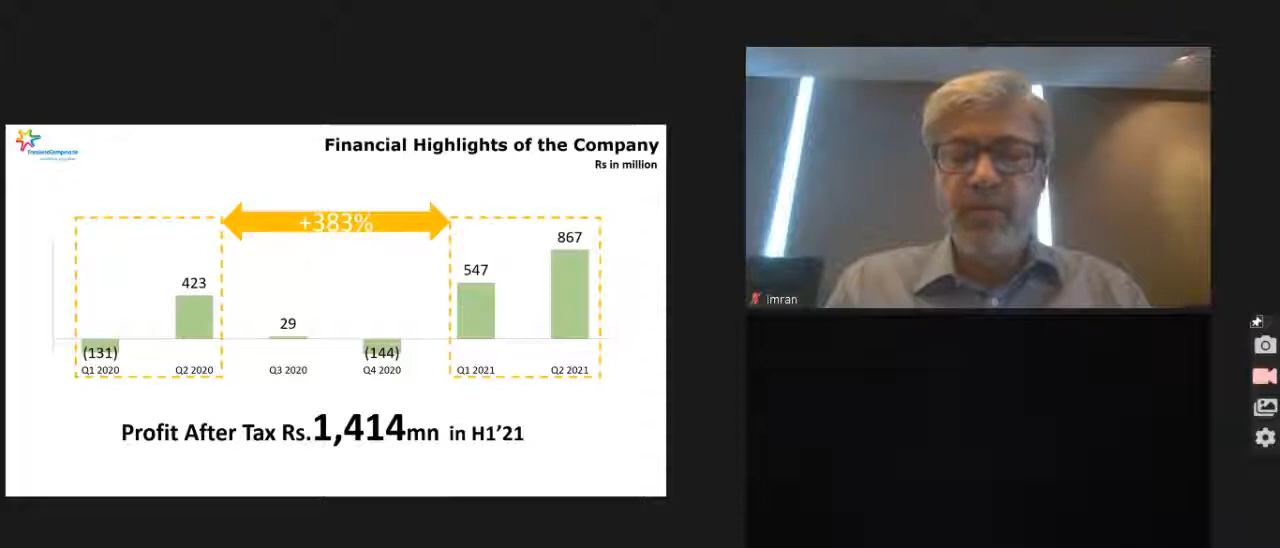 FrieslandCampina
Financial Highlights of the Company
Rs in million
+383%
867
547
423
29
(131)
(144)
Q1 2020
Q2 2020
Q3 2020
Q4 2020
Q1 2021
Q2 2021
Profit After Tax Rs.1,414mn in H1’21
Imran